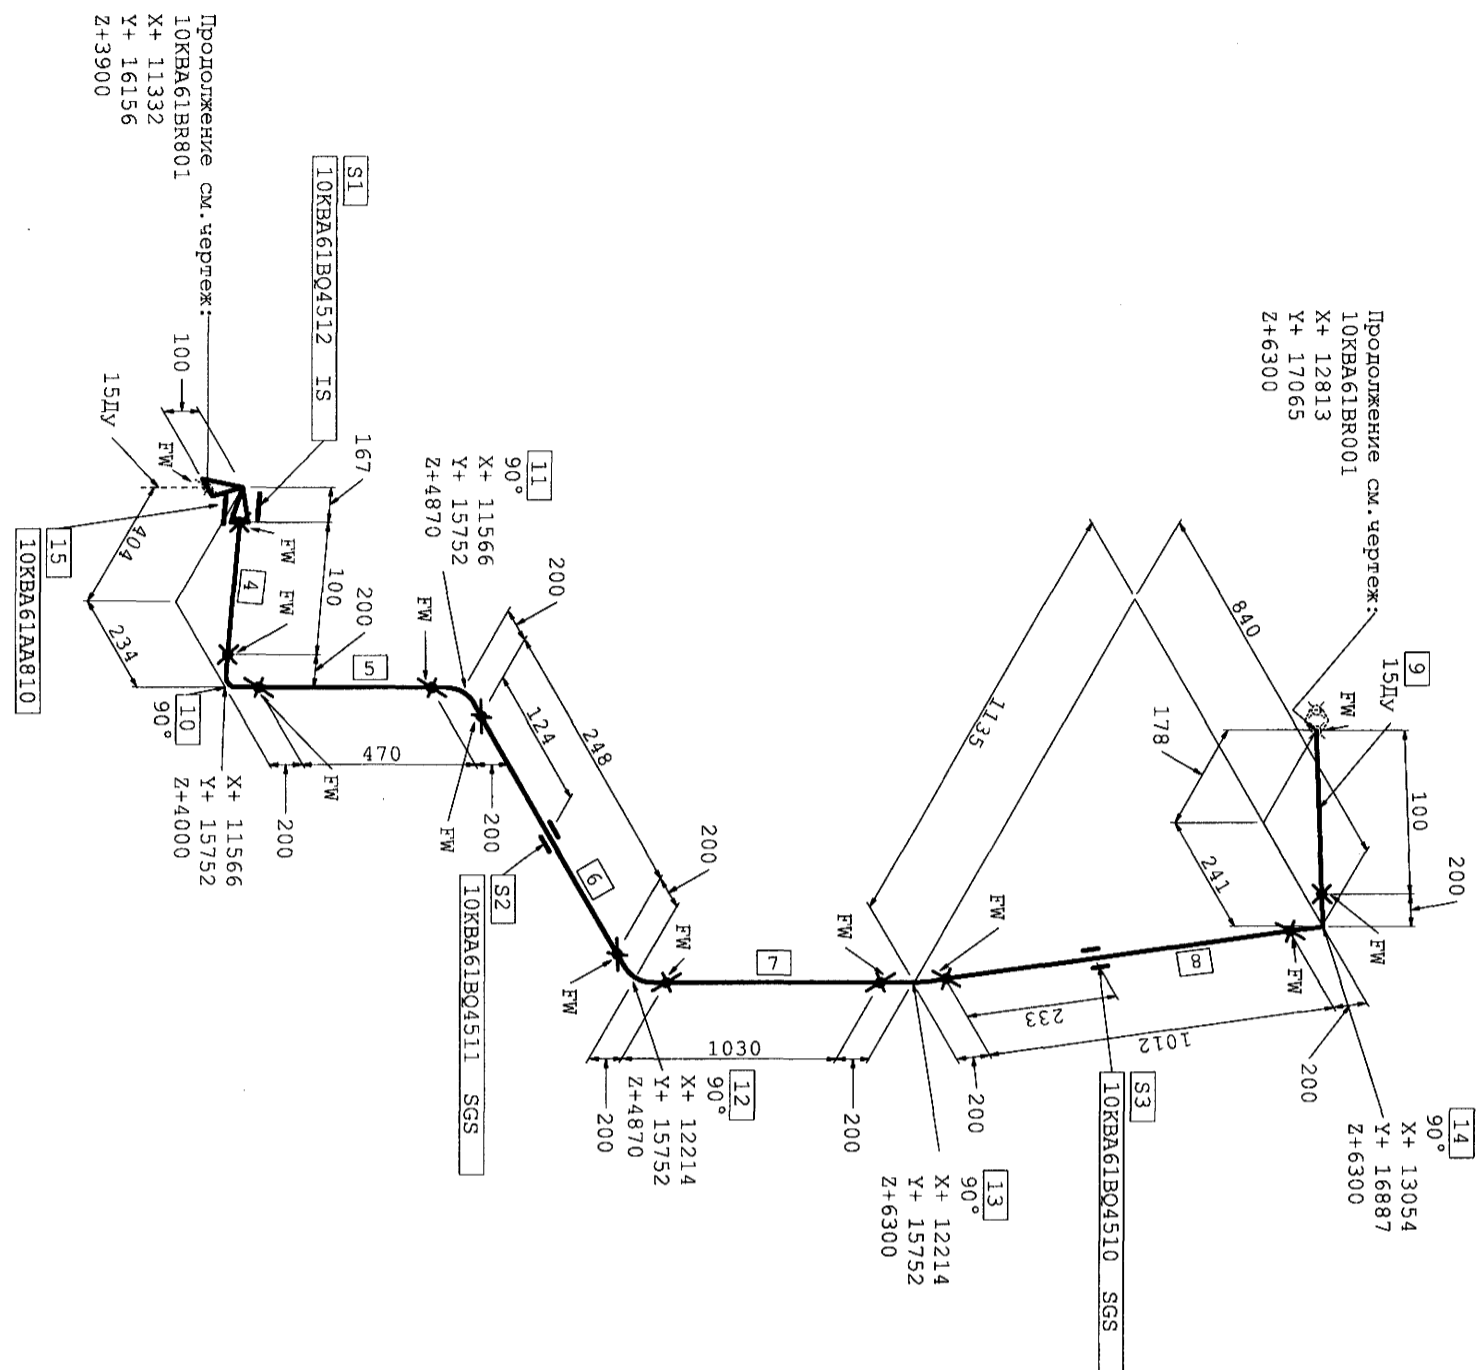 Продолжение см.чертеж:
10KBA61BR801
X+ 11332
Y+ 16156
Z+3900
S1
10KBA61BQ4512 IS
100
15Ду
FW
167
404
15
10KBA61AA810
FW
4
100
FW
200
234
10
90°
X+ 11566
Y+ 15752
Z+4000
5
FW
470
200
FW
11
90°
X+ 11566
Y+ 15752
Z+4870
200
248
124
FW
200
6
S2
10KBA61BQ4511 SGS
200
FW
FW
12
90°
X+ 12214
Y+ 15752
Z+4870
200
1030
7
FW
200
FW
13
90°
X+ 12214
Y+ 15752
Z+6300
200
1135
840
233
1012
8
S3
10KBA61BQ4510 SGS
Продолжение см.чертеж:
10KBA61BR001
X+ 12813
Y+ 17065
Z+6300
9
15Ду
FW
178
241
100
200
FW
FW
200
14
90°
X+ 13054
Y+ 16887
Z+6300